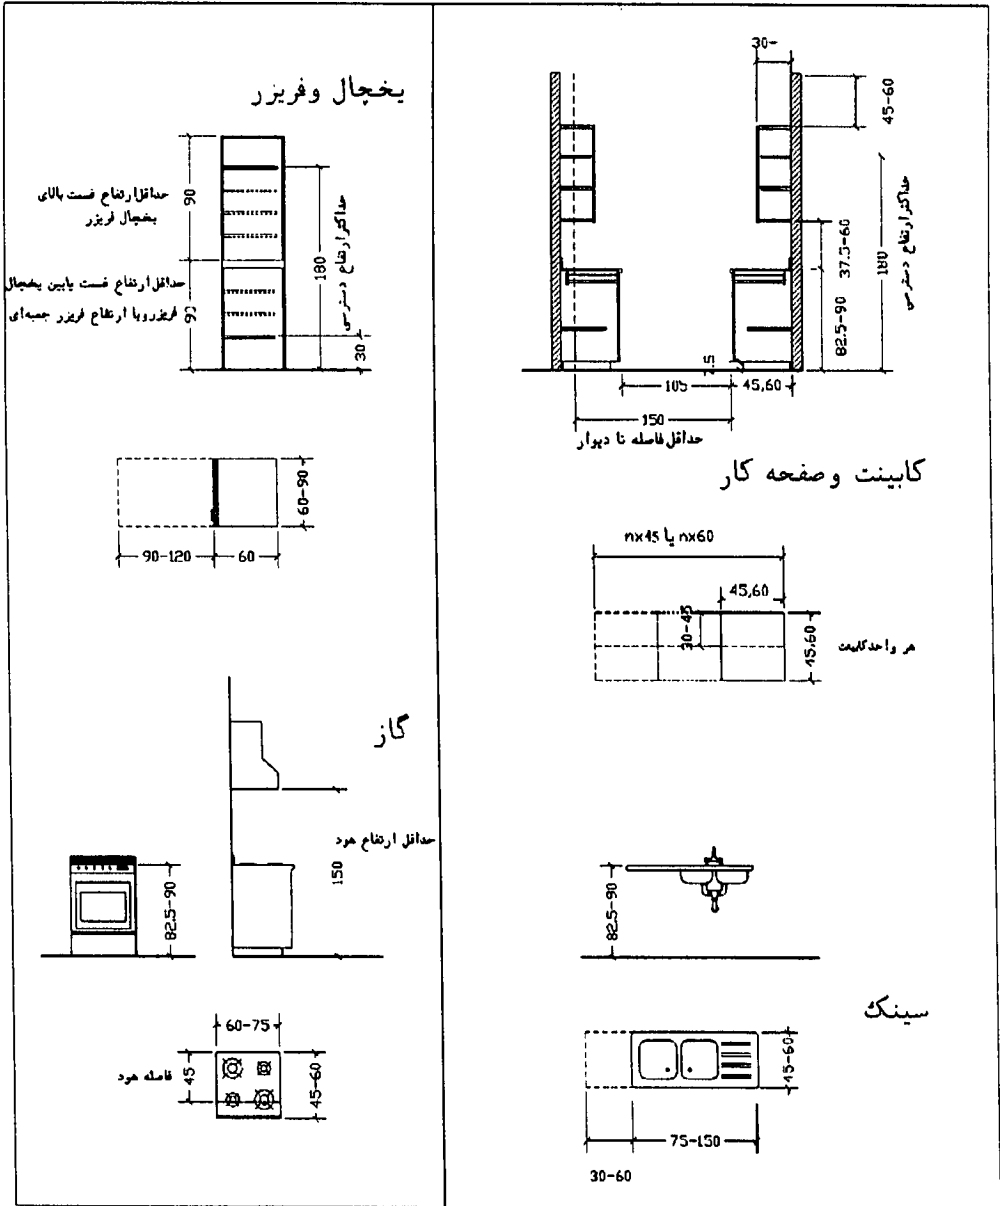 30-
45-60
حداکثر ارتفاع دسترسی
180
37.5-60
82.5-90
7.5
105
45,60
150
حداقل فاصله تا دیوار
کابینت و صفحه کار
nx45 یا nx60
45,60
30-45
45,60
هر واحد کابینت
82.5-90
سینک
45-60
75-150
30-60
یخچال و فریزر
90
حداقل ارتفاع قسمت بالای
یخچال فریزر
180
حداکثر ارتفاع دسترسی
حداقل ارتفاع قسمت پایین یخچال
فریزر و یا ارتفاع فریزر جعبه‌ای
90
30
60-90
90-120
60
گاز
حداقل ارتفاع هود
150
82.5-90
60-75
45
فاصله هود
45-60